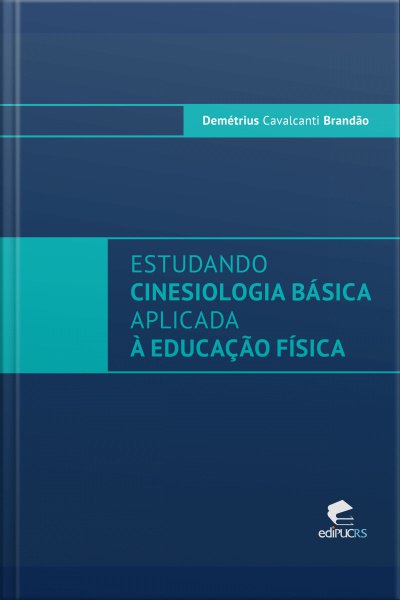 Demétrius Cavalcanti Brandão
ESTUDANDO
CINESIOLOGIA BÁSICA
APLICADA
À EDUCAÇÃO FÍSICA
ediPUCRS